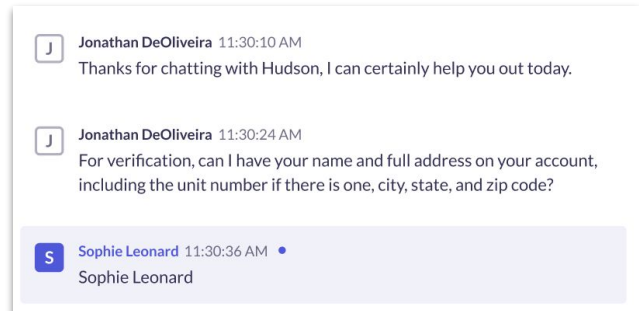 J
Jonathan DeOliveira 11:30:10 AM
Thanks for chatting with Hudson, I can certainly help you out today.
J
Jonathan DeOliveira 11:30:24 AM
For verification, can I have your name and full address on your account,
including the unit number if there is one, city, state, and zip code?
S
Sophie Leonard 11:30:36 AM
Sophie Leonard